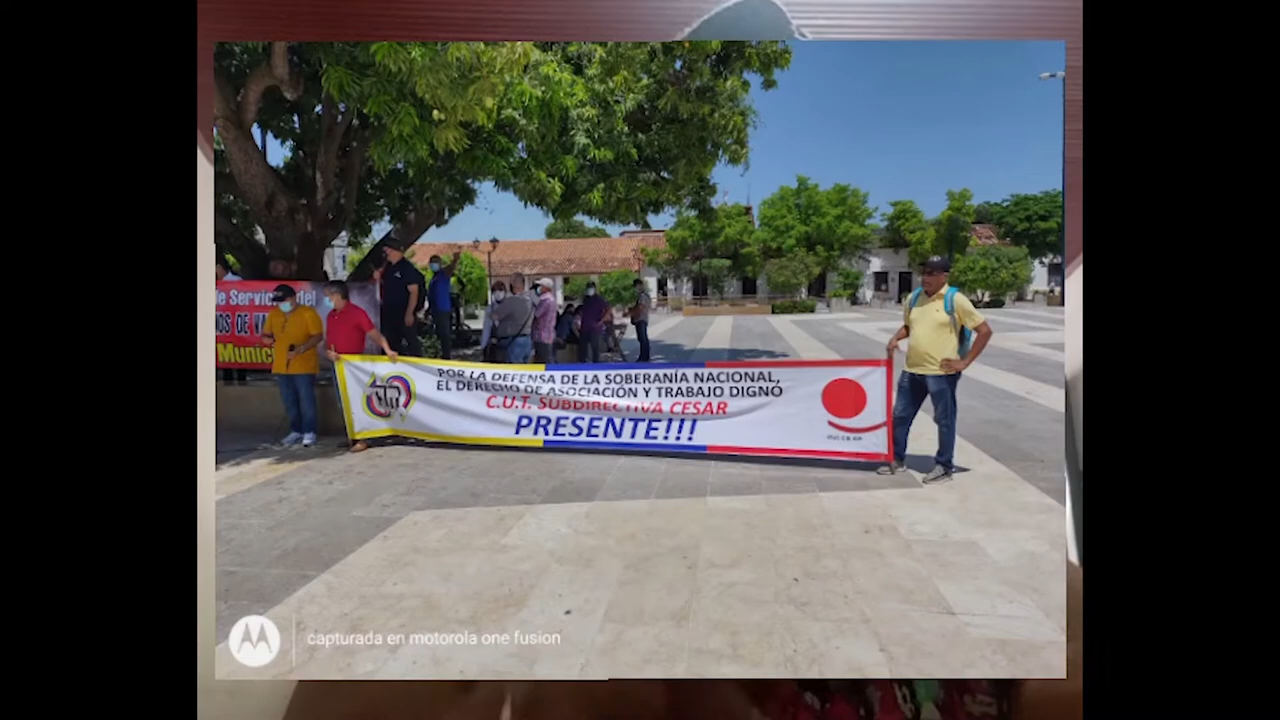 de Servicios del
Munic
POR LA DEFENSA DE LA SOBERANÍA NACIONAL,
EL DERECHO DE ASOCIACIÓN Y TRABAJO DIGNO
C.U.T. SUBDIRECTIVA CESAR
PRESENTE!!!
capturada en motorola one fusion